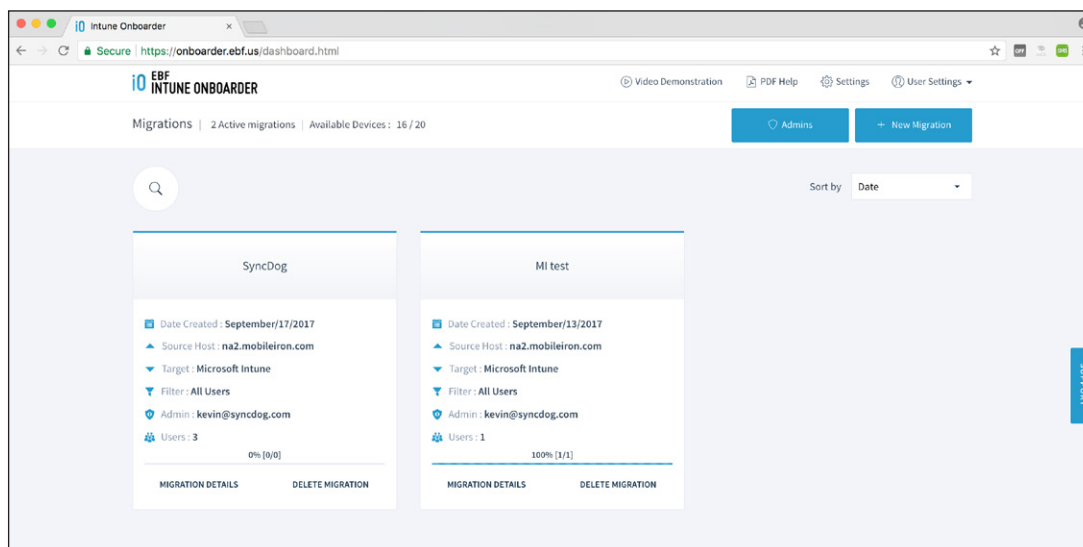 iO Intune Onboarder ×
Secure https://onboarder.ebf.us/dashboard.html
iO EBF
INTUNE ONBOARDER
Video Demonstration PDF Help Settings User Settings
Migrations | 2 Active migrations | Available Devices : 16 / 20
Admins + New Migration
Sort by Date
SyncDog
Date Created : September/17/2017
Source Host : na2.mobileiron.com
Target : Microsoft Intune
Filter : All Users
Admin : kevin@syncdog.com
Users : 3
0% [0/0]
MIGRATION DETAILS DELETE MIGRATION
MI test
Date Created : September/13/2017
Source Host : na2.mobileiron.com
Target : Microsoft Intune
Filter : All Users
Admin : kevin@syncdog.com
Users : 1
100% [1/1]
MIGRATION DETAILS DELETE MIGRATION